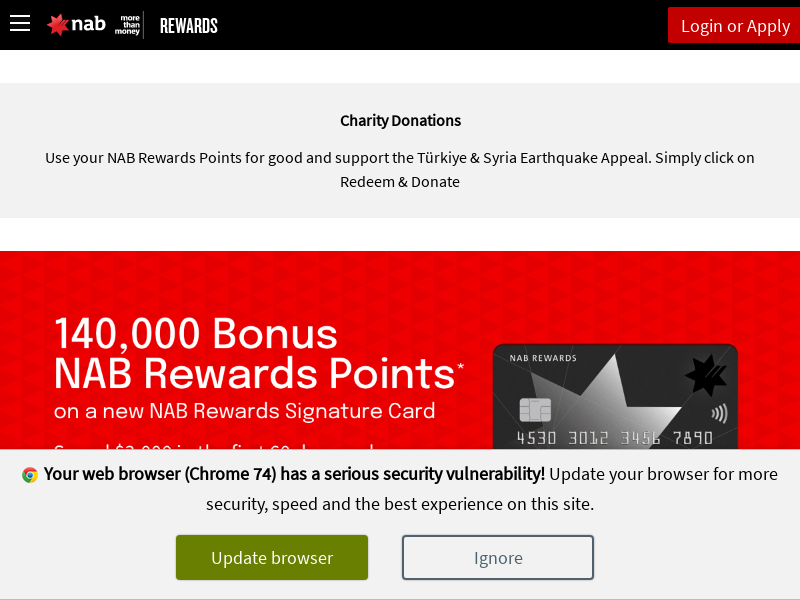 nab
more
than
money
REWARDS
Login or Apply
Charity Donations
Use your NAB Rewards Points for good and support the Türkiye & Syria Earthquake Appeal. Simply click on
Redeem & Donate
140,000 Bonus
NAB Rewards Points*
on a new NAB Rewards Signature Card
NAB REWARDS
4530 3012 3456 7890
Your web browser (Chrome 74) has a serious security vulnerability! Update your browser for more
security, speed and the best experience on this site.
Update browser
Ignore